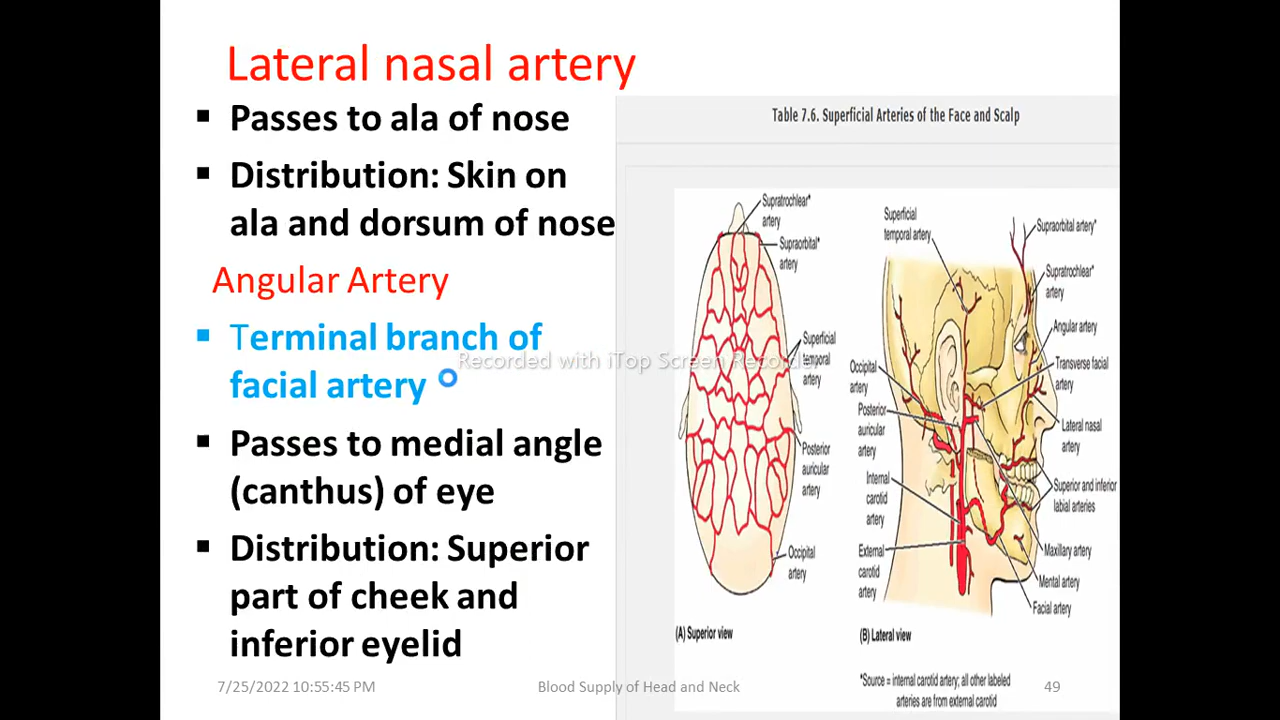 Lateral nasal artery
▪ Passes to ala of nose
▪ Distribution: Skin on
ala and dorsum of nose
Angular Artery
▪ Terminal branch of
facial artery
▪ Passes to medial angle
(canthus) of eye
▪ Distribution: Superior
part of cheek and
inferior eyelid
Table 7.6. Superficial Arteries of the Face and Scalp
Supratrochlear*
artery
Supraorbital*
artery
Superficial
temporal
artery
Posterior
auricular
artery
Occipital
artery
(A) Superior view
Superficial
temporal artery
Supraorbital artery*
Supratrochlear*
artery
Angular artery
Transverse facial
artery
Lateral nasal
artery
Superior and inferior
labial arteries
Maxillary artery
Mental artery
Facial artery
Occipital
artery
Posterior
auricular
artery
Internal
carotid
artery
External
carotid
artery
(B) Lateral view
*Source = internal carotid artery; all other labeled
arteries are from external carotid
Recorded with iTop Screen Recorder
7/25/2022 10:55:45 PM
Blood Supply of Head and Neck
49